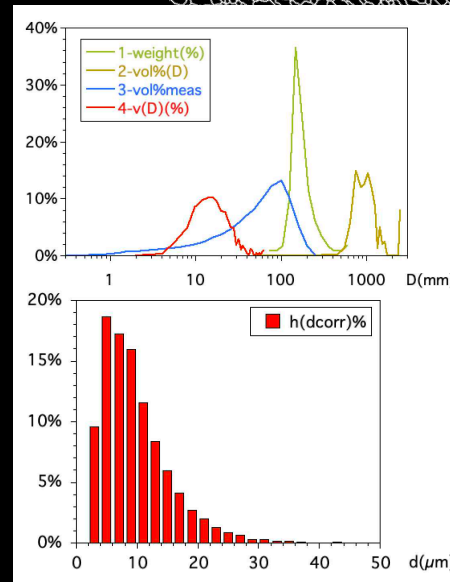 40%
30%
20%
10%
0%
1-weight(%)
2-vol%(D)
3-vol%meas
4-v(D)(%)
1 10 100 1000 D(mm)
20%
15%
10%
5%
0%
h(dcorr)%
0 10 20 30 40 50 d(μm)